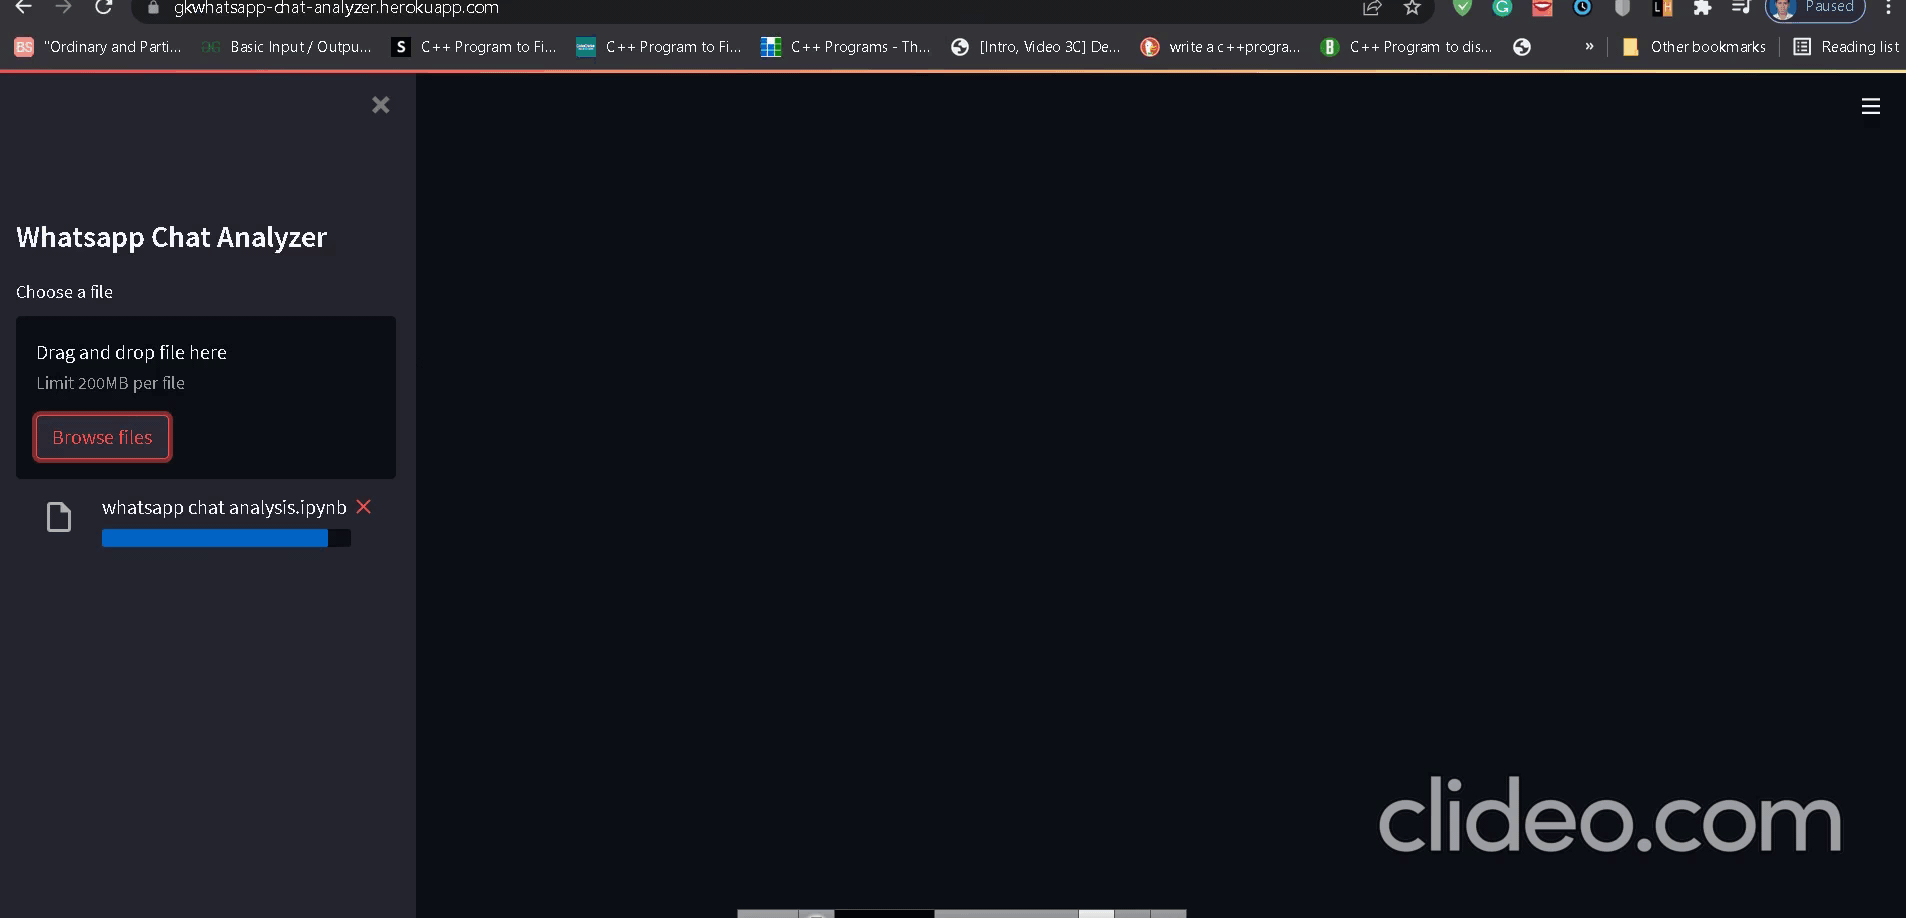 gkwhatsapp-chat-analyzer.herokuapp.com
Paused
BS "Ordinary and Parti...
Basic Input / Outpu...
S C++ Program to Fi...
C++ Program to Fi...
C++ Programs - Th...
[Intro, Video 3C] De...
write a c++progra...
B C++ Program to dis...
»
Other bookmarks
Reading list
Whatsapp Chat Analyzer
Choose a file
Drag and drop file here
Limit 200MB per file
Browse files
whatsapp chat analysis.ipynb
clideo.com